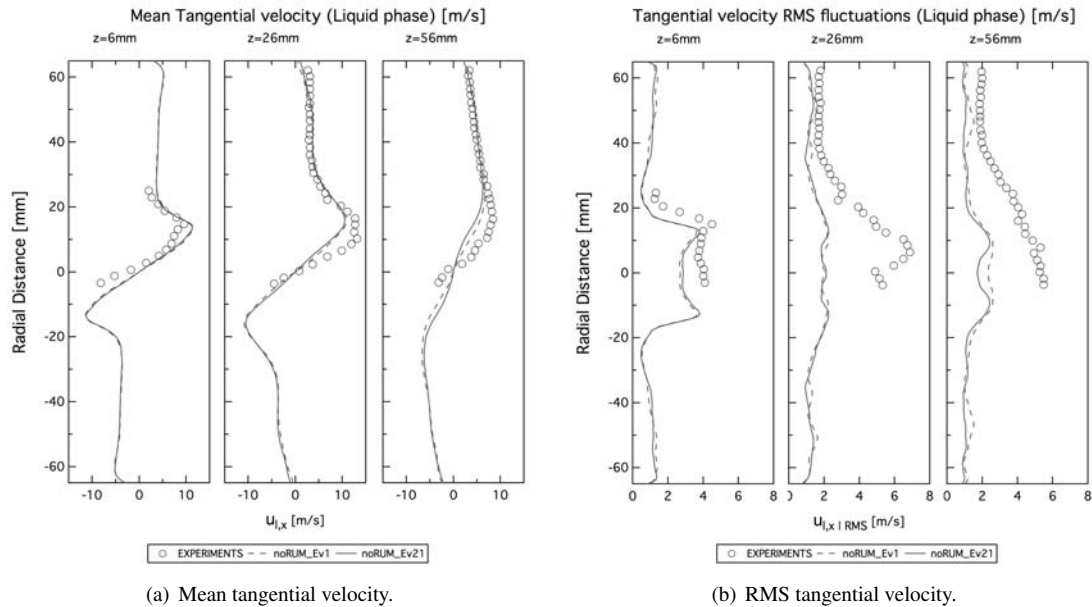 Mean Tangential velocity (Liquid phase) [m/s]
z=6mm z=26mm z=56mm
60
40
20
0
-20
-40
-60
Radial Distance [mm]
-10 0 10 -10 0 10 -10 0 10
u_l,x [m/s]
EXPERIMENTS noRUM_Ev1 noRUM_Ev21
(a) Mean tangential velocity.
Tangential velocity RMS fluctuations (Liquid phase) [m/s]
z=6mm z=26mm z=56mm
60
40
20
0
-20
-40
-60
Radial Distance [mm]
0 2 4 6 8 0 2 4 6 8 0 2 4 6 8
u_l,x | RMS [m/s]
EXPERIMENTS noRUM_Ev1 noRUM_Ev21
(b) RMS tangential velocity.